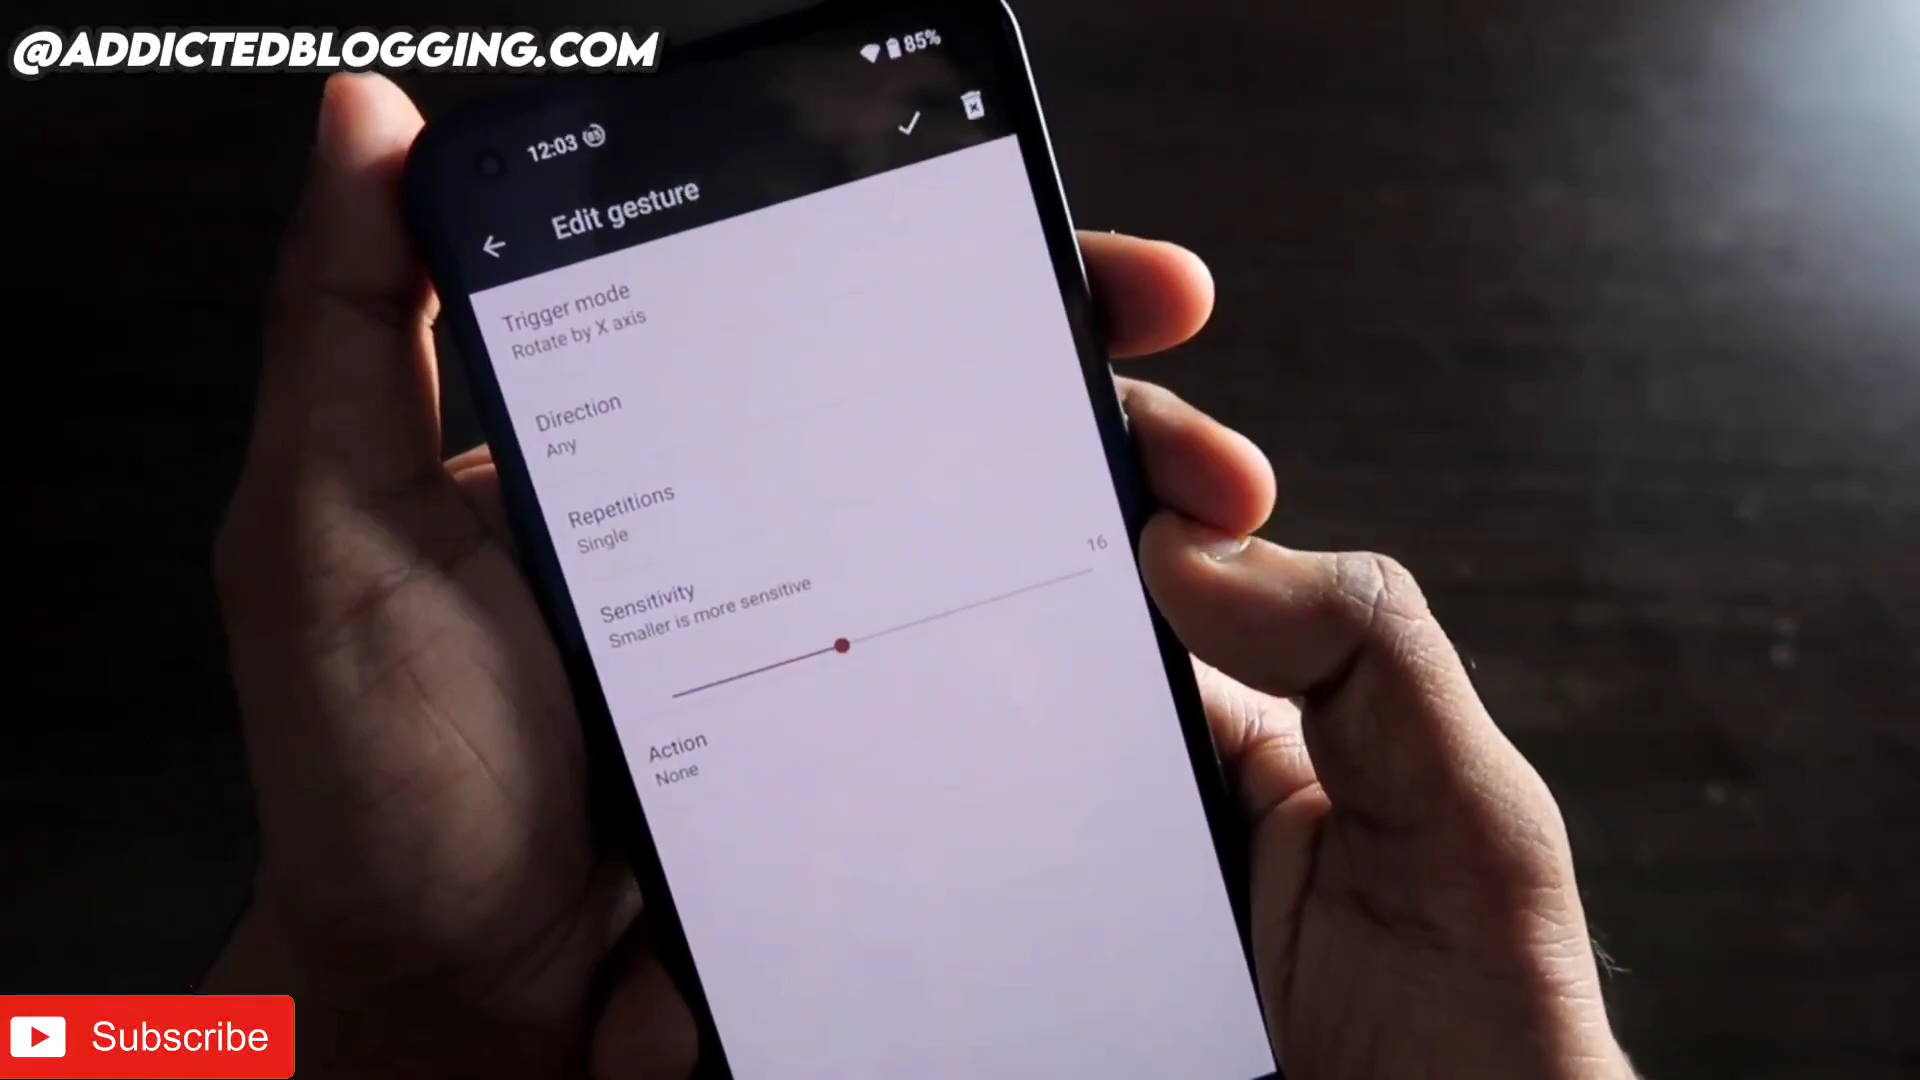 @ADDICTEDBLOGGING.COM
85%
12:03 85
Edit gesture
Trigger mode
Rotate by X axis
Direction
Any
Repetitions
Single
Sensitivity
Smaller is more sensitive
16
Action
None
Subscribe